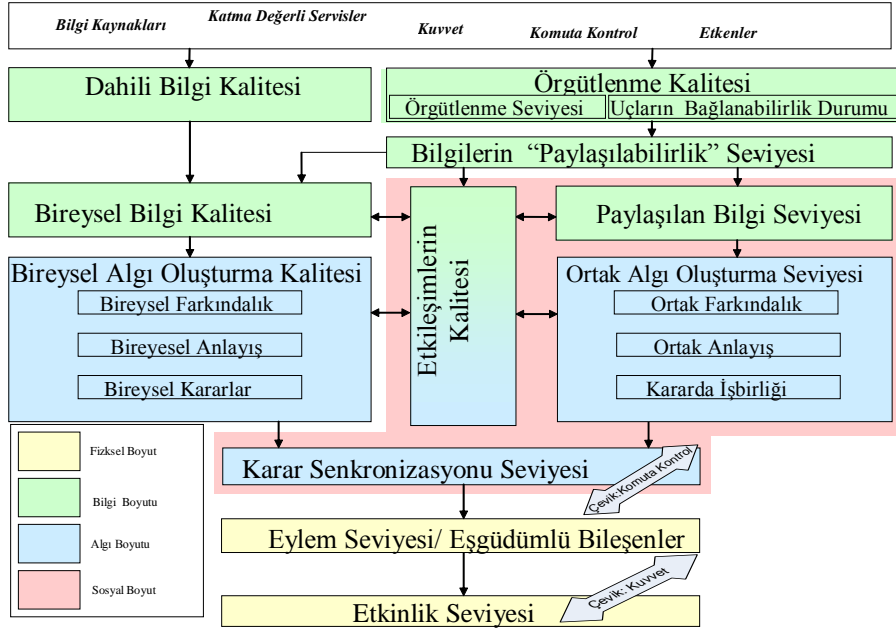 Bilgi Kaynakları
Katma Değerli Servisler
Kuvvet
Komuta Kontrol
Etkenler
Dahili Bilgi Kalitesi
Örgütlenme Kalitesi
Örgütlenme Seviyesi
Uçların Bağlanabilirlik Durumu
Bilgilerin “Paylaşılabilirlik” Seviyesi
Bireysel Bilgi Kalitesi
Etkileşimlerin
Kalitesi
Paylaşılan Bilgi Seviyesi
Bireysel Algı Oluşturma Kalitesi
Bireysel Farkındalık
Bireyesel Anlayış
Bireysel Kararlar
Ortak Algı Oluşturma Seviyesi
Ortak Farkındalık
Ortak Anlayış
Kararda İşbirliği
Fizksel Boyut
Bilgi Boyutu
Algı Boyutu
Sosyal Boyut
Karar Senkronizasyonu Seviyesi
Çevik:Komuta Kontrol
Eylem Seviyesi/ Eşgüdümlü Bileşenler
Çevik: Kuvvet
Etkinlik Seviyesi